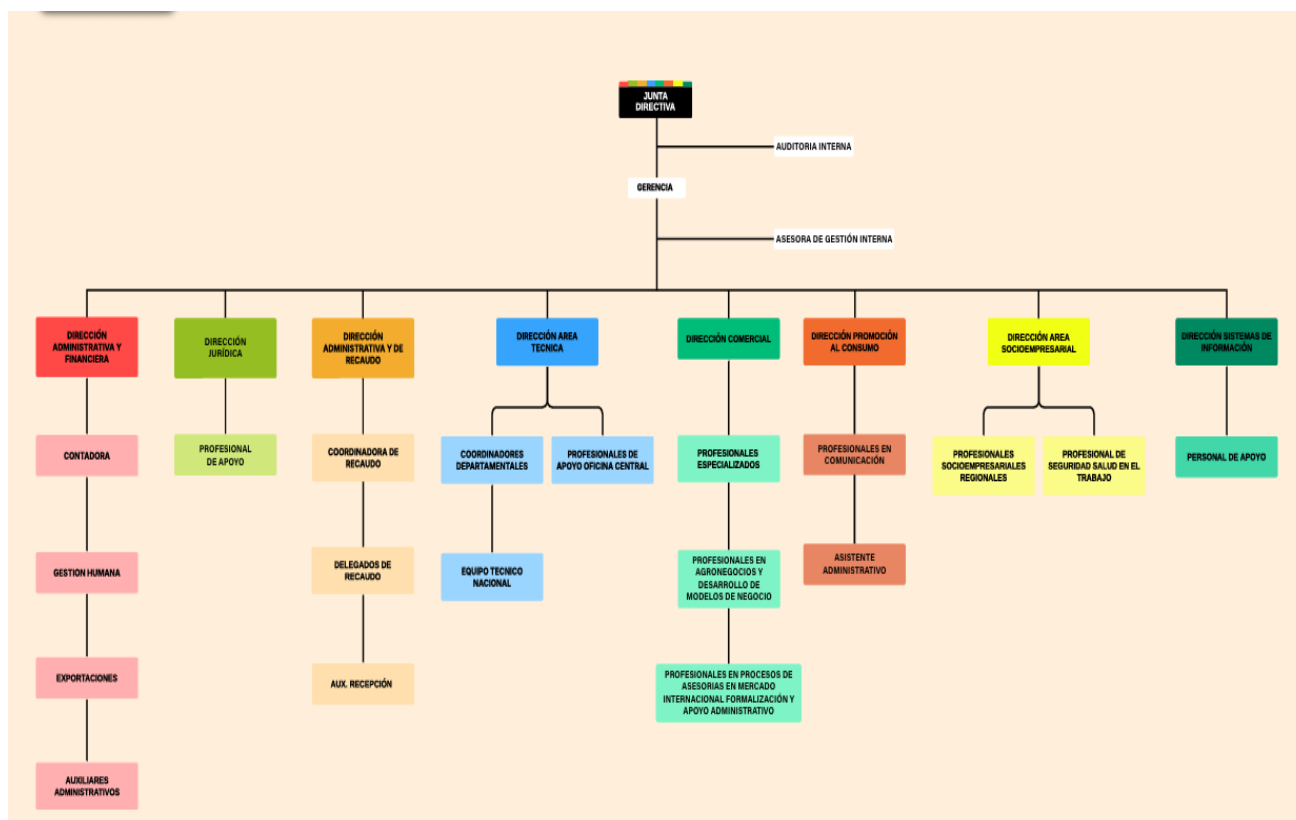 JUNTA
DIRECTIVA
AUDITORIA INTERNA
GERENCIA
ASESORA DE GESTIÓN INTERNA
DIRECCIÓN
ADMINISTRATIVA Y
FINANCIERA
DIRECCIÓN
JURÍDICA
DIRECCIÓN
ADMINISTRATIVA Y DE
RECAUDO
DIRECCIÓN AREA
TECNICA
DIRECCIÓN COMERCIAL
DIRECCIÓN PROMOCIÓN
AL CONSUMO
DIRECCIÓN AREA
SOCIOEMPRESARIAL
DIRECCIÓN SISTEMAS DE
INFORMACIÓN
CONTADORA
PROFESIONAL
DE APOYO
COORDINADORA DE
RECAUDO
COORDINADORES
DEPARTAMENTALES
PROFESIONALES DE
APOYO OFICINA CENTRAL
PROFESIONALES
ESPECIALIZADOS
PROFESIONALES EN
COMUNICACIÓN
PROFESIONALES
SOCIOEMPRESARIALES
REGIONALES
PROFESIONAL DE
SEGURIDAD SALUD EN EL
TRABAJO
PERSONAL DE APOYO
GESTION HUMANA
DELEGADOS DE
RECAUDO
EQUIPO TECNICO
NACIONAL
PROFESIONALES EN
AGRONEGOCIOS Y
DESARROLLO DE
MODELOS DE NEGOCIO
ASISTENTE
ADMINISTRATIVO
EXPORTACIONES
AUX. RECEPCIÓN
PROFESIONALES EN PROCESOS DE
ASESORIAS EN MERCADO
INTERNACIONAL FORMALIZACIÓN Y
APOYO ADMINISTRATIVO
AUXILIARES
ADMINISTRATIVOS